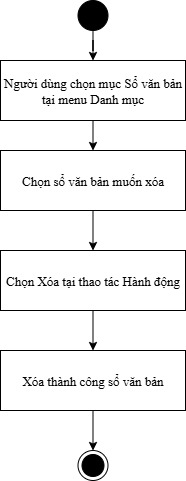 Người dùng chọn mục Sổ văn bản
tại menu Danh mục
Chọn sổ văn bản muốn xóa
Chọn Xóa tại thao tác Hành động
Xóa thành công sổ văn bản